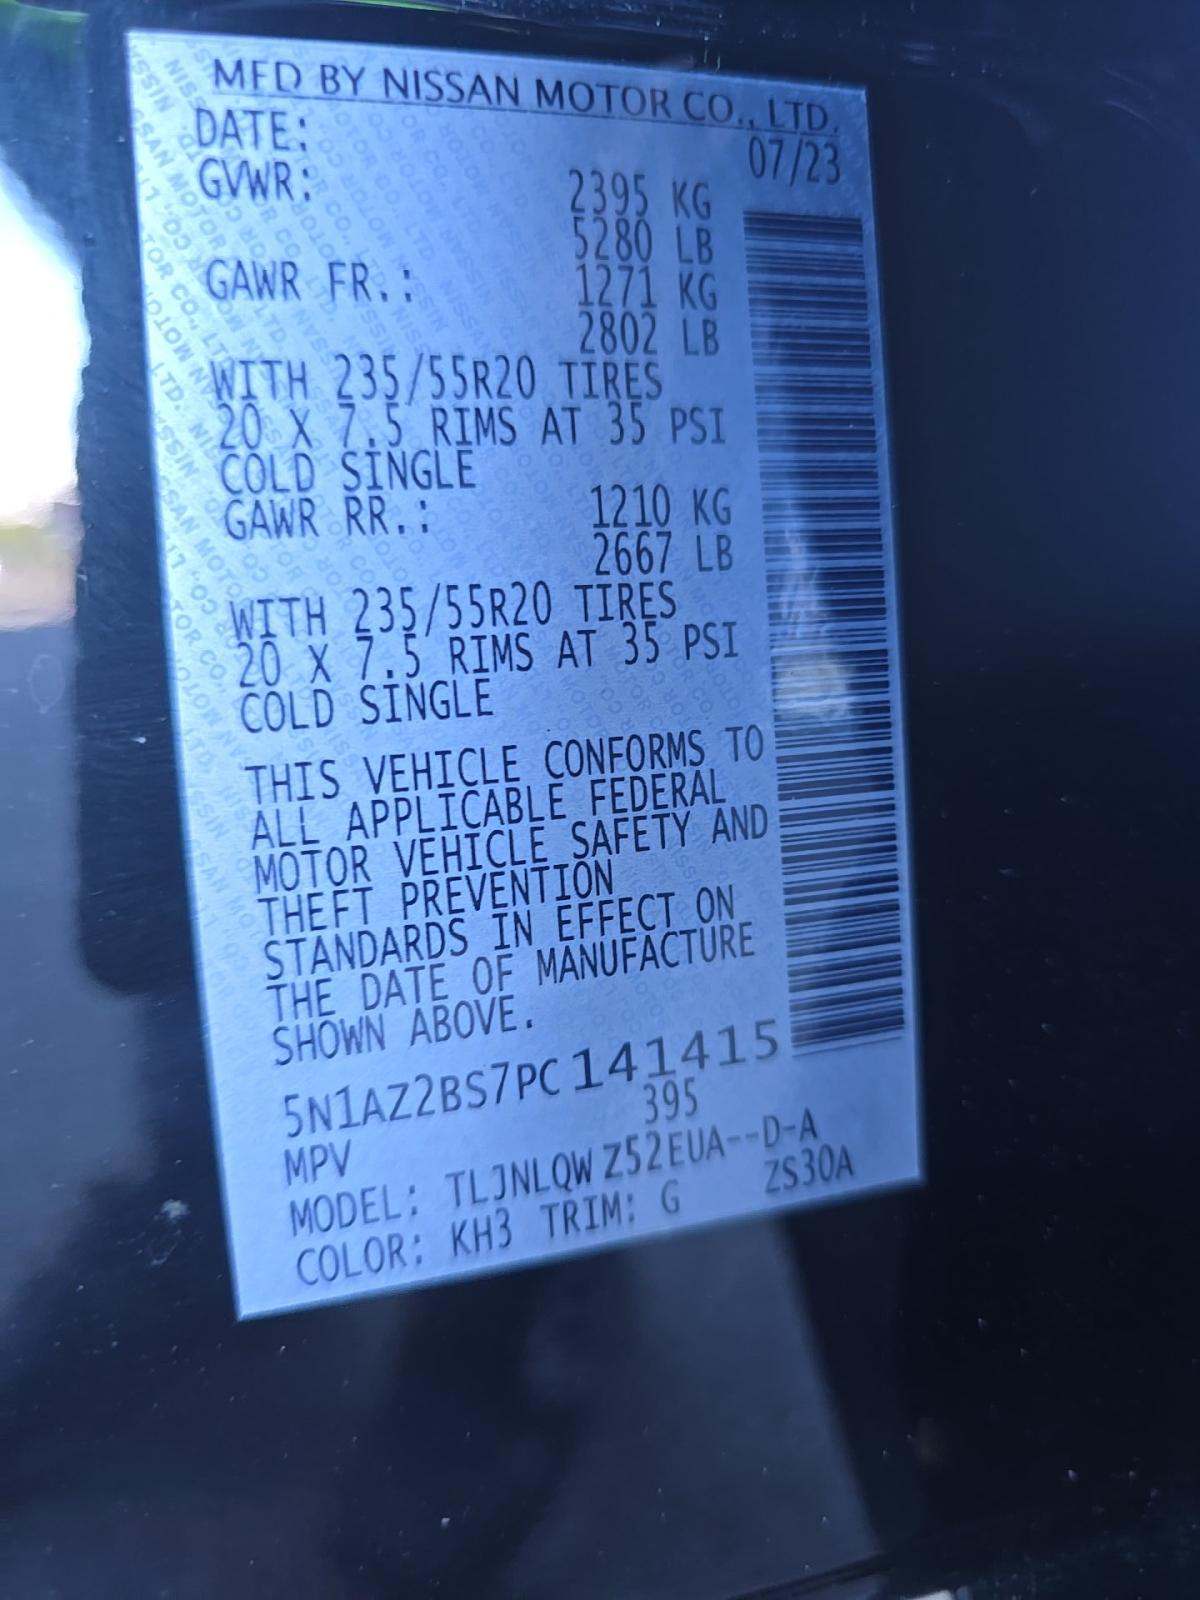 MFD BY NISSAN MOTOR CO., LTD.
DATE: 07/23
GVWR: 2395 KG
5280 LB
GAWR FR.: 1271 KG
2802 LB
WITH 235/55R20 TIRES
20 X 7.5 RIMS AT 35 PSI
COLD SINGLE
GAWR RR.: 1210 KG
2667 LB
WITH 235/55R20 TIRES
20 X 7.5 RIMS AT 35 PSI
COLD SINGLE
THIS VEHICLE CONFORMS TO
ALL APPLICABLE FEDERAL
MOTOR VEHICLE SAFETY AND
THEFT PREVENTION
STANDARDS IN EFFECT ON
THE DATE OF MANUFACTURE
SHOWN ABOVE.
5N1AZ2BS7PC141415
MPV 395
MODEL: TLJNLQWZ52EUA--D-A
COLOR: KH3 TRIM: G ZS30A